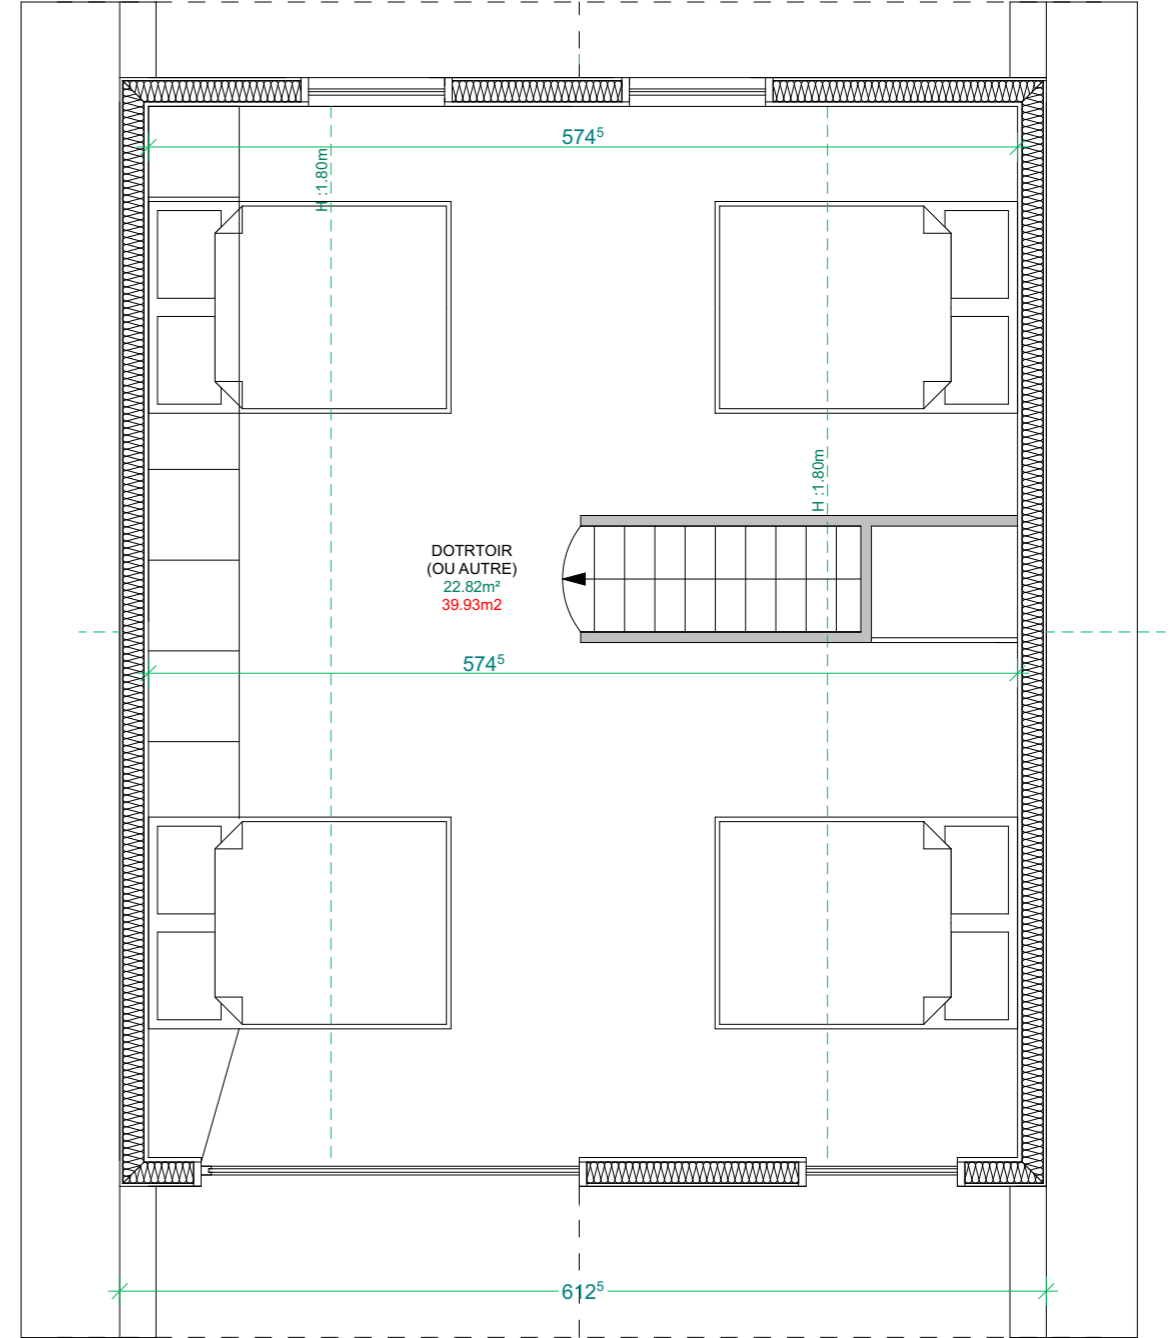 574⁵
H :1.80m
H :1.80m
DOTRTOIR
(OU AUTRE)
22.82m²
39.93m2
574⁵
612⁵